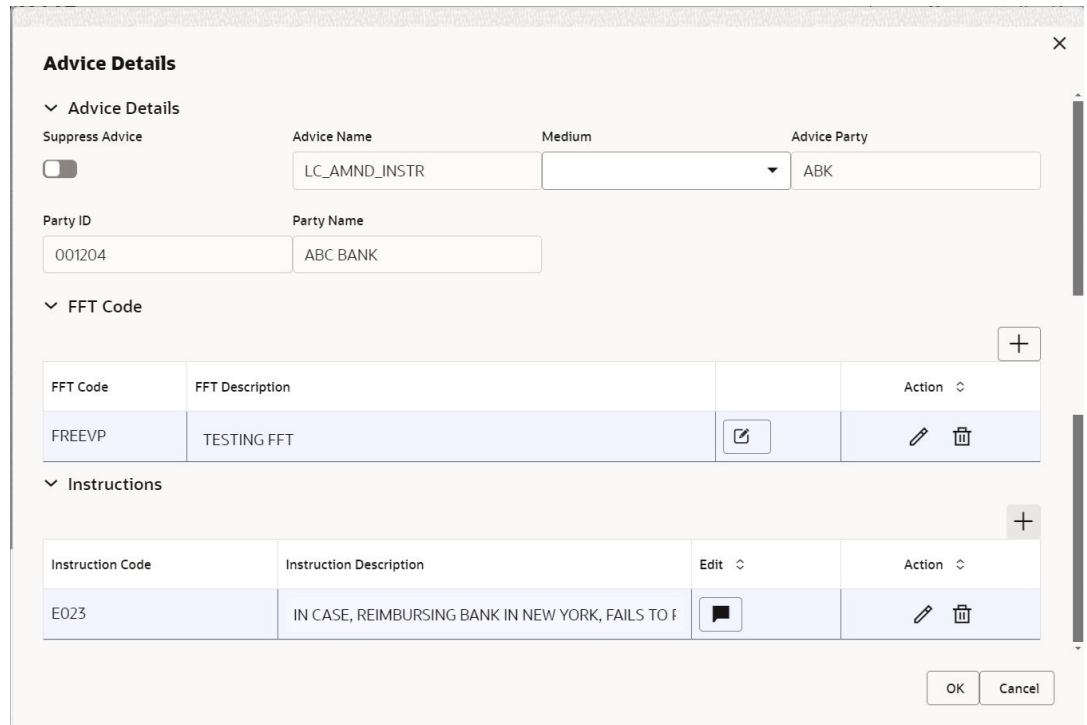 Advice Details
Advice Details
Suppress Advice Advice Name Medium Advice Party
LC_AMND_INSTR ABK
Party ID Party Name
001204 ABC BANK
FFT Code
FFT Code FFT Description Action
FREEVP TESTING FFT
Instructions
Instruction Code Instruction Description Edit Action
E023 IN CASE, REIMBURSING BANK IN NEW YORK, FAILS TO
OK Cancel